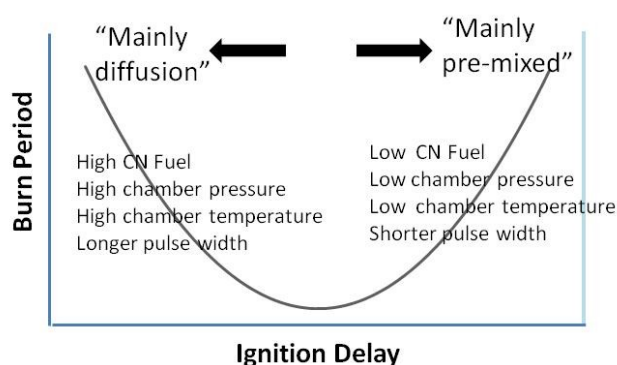 “Mainly
diffusion”
“Mainly
pre-mixed”
Burn Period
High CN Fuel
High chamber pressure
High chamber temperature
Longer pulse width
Low CN Fuel
Low chamber pressure
Low chamber temperature
Shorter pulse width
Ignition Delay